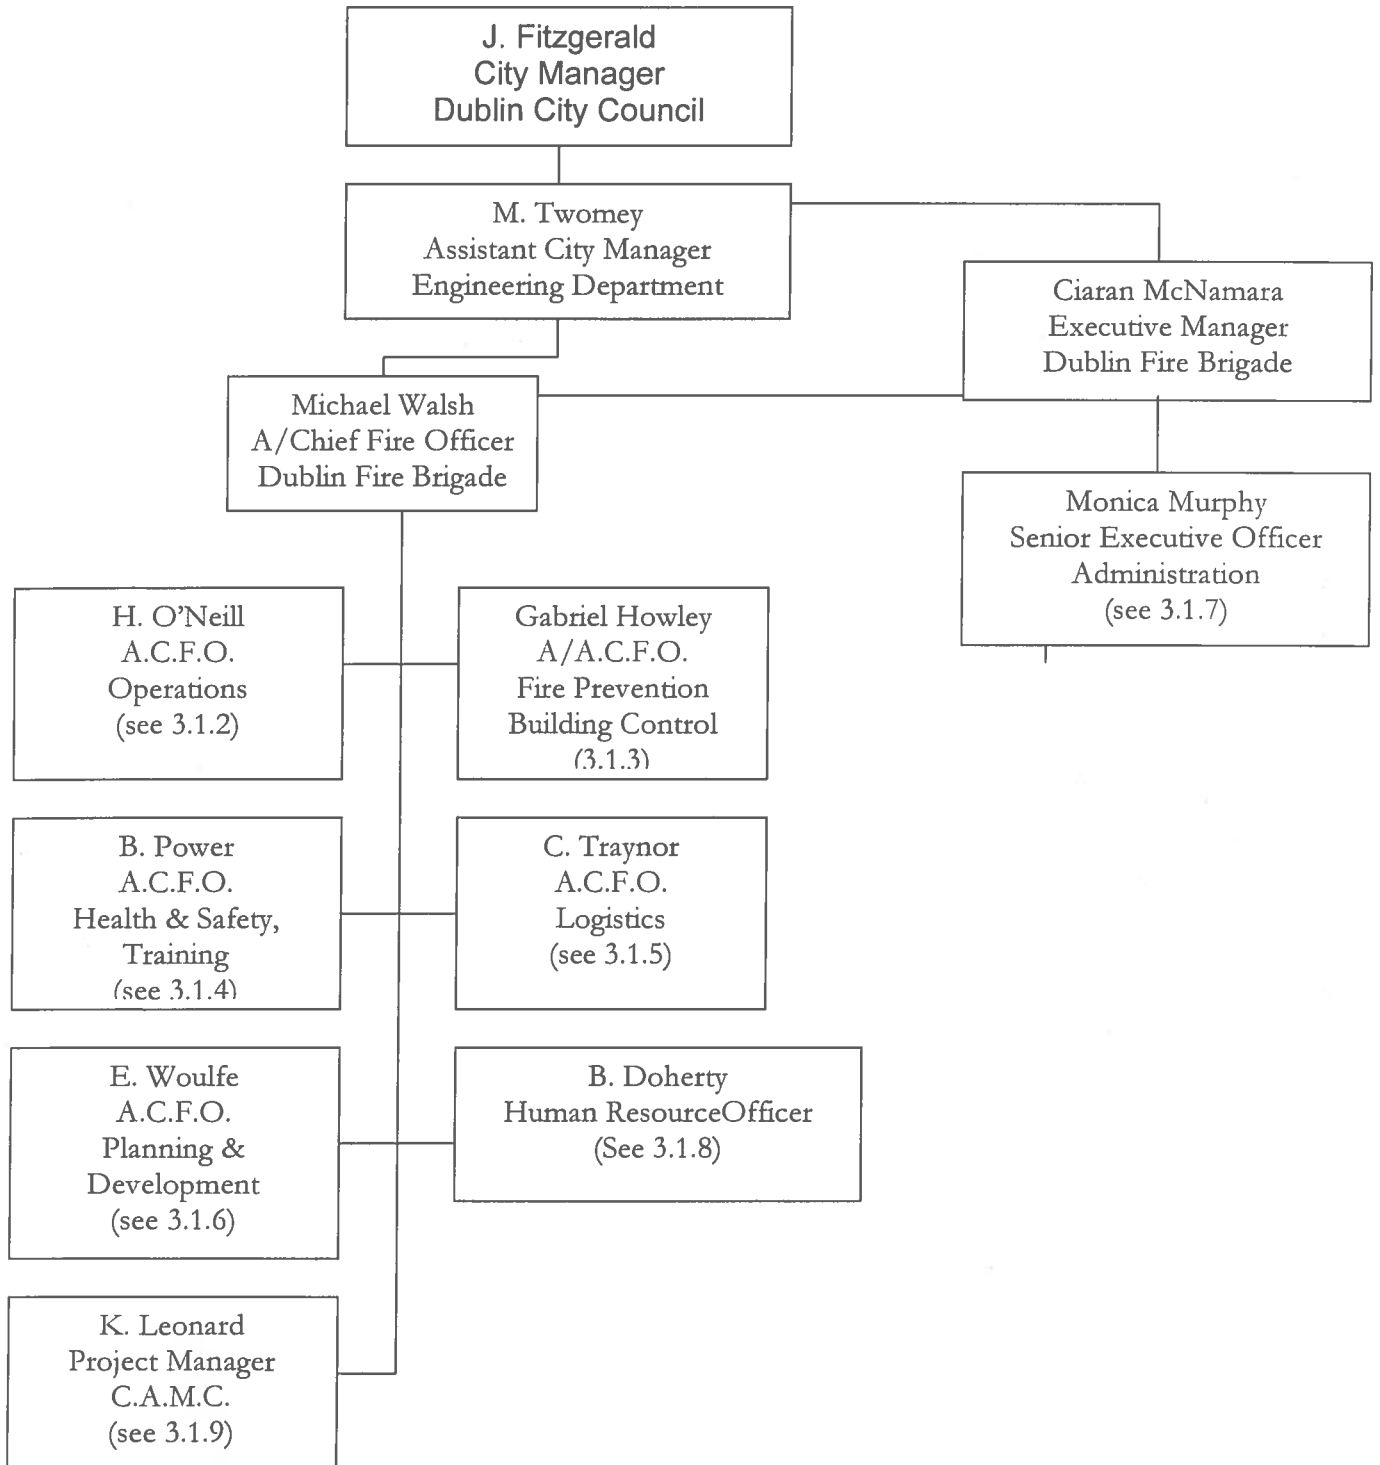 J. Fitzgerald
City Manager
Dublin City Council
M. Twomey
Assistant City Manager
Engineering Department
Ciaran McNamara
Executive Manager
Dublin Fire Brigade
Michael Walsh
A/Chief Fire Officer
Dublin Fire Brigade
Monica Murphy
Senior Executive Officer
Administration
(see 3.1.7)
H. O'Neill
A.C.F.O.
Operations
(see 3.1.2)
Gabriel Howley
A/A.C.F.O.
Fire Prevention
Building Control
(3.1.3)
B. Power
A.C.F.O.
Health & Safety,
Training
(see 3.1.4)
C. Traynor
A.C.F.O.
Logistics
(see 3.1.5)
E. Woulfe
A.C.F.O.
Planning &
Development
(see 3.1.6)
B. Doherty
Human ResourceOfficer
(See 3.1.8)
K. Leonard
Project Manager
C.A.M.C.
(see 3.1.9)